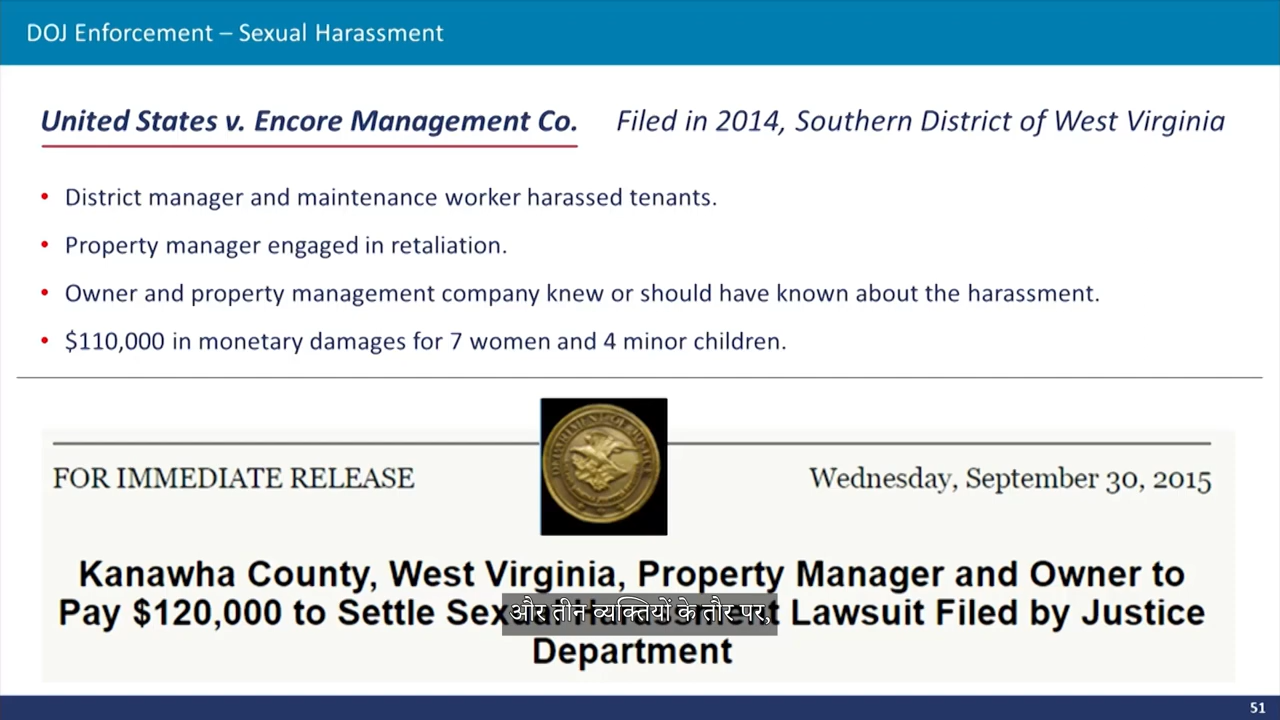 DOJ Enforcement – Sexual Harassment
United States v. Encore Management Co. Filed in 2014, Southern District of West Virginia
• District manager and maintenance worker harassed tenants.
• Property manager engaged in retaliation.
• Owner and property management company knew or should have known about the harassment.
• $110,000 in monetary damages for 7 women and 4 minor children.
FOR IMMEDIATE RELEASE Wednesday, September 30, 2015
Kanawha County, West Virginia, Property Manager and Owner to
Pay $120,000 to Settle Sexual Harassment Lawsuit Filed by Justice
Department
और तीन व्यक्तियों के तौर पर,
51